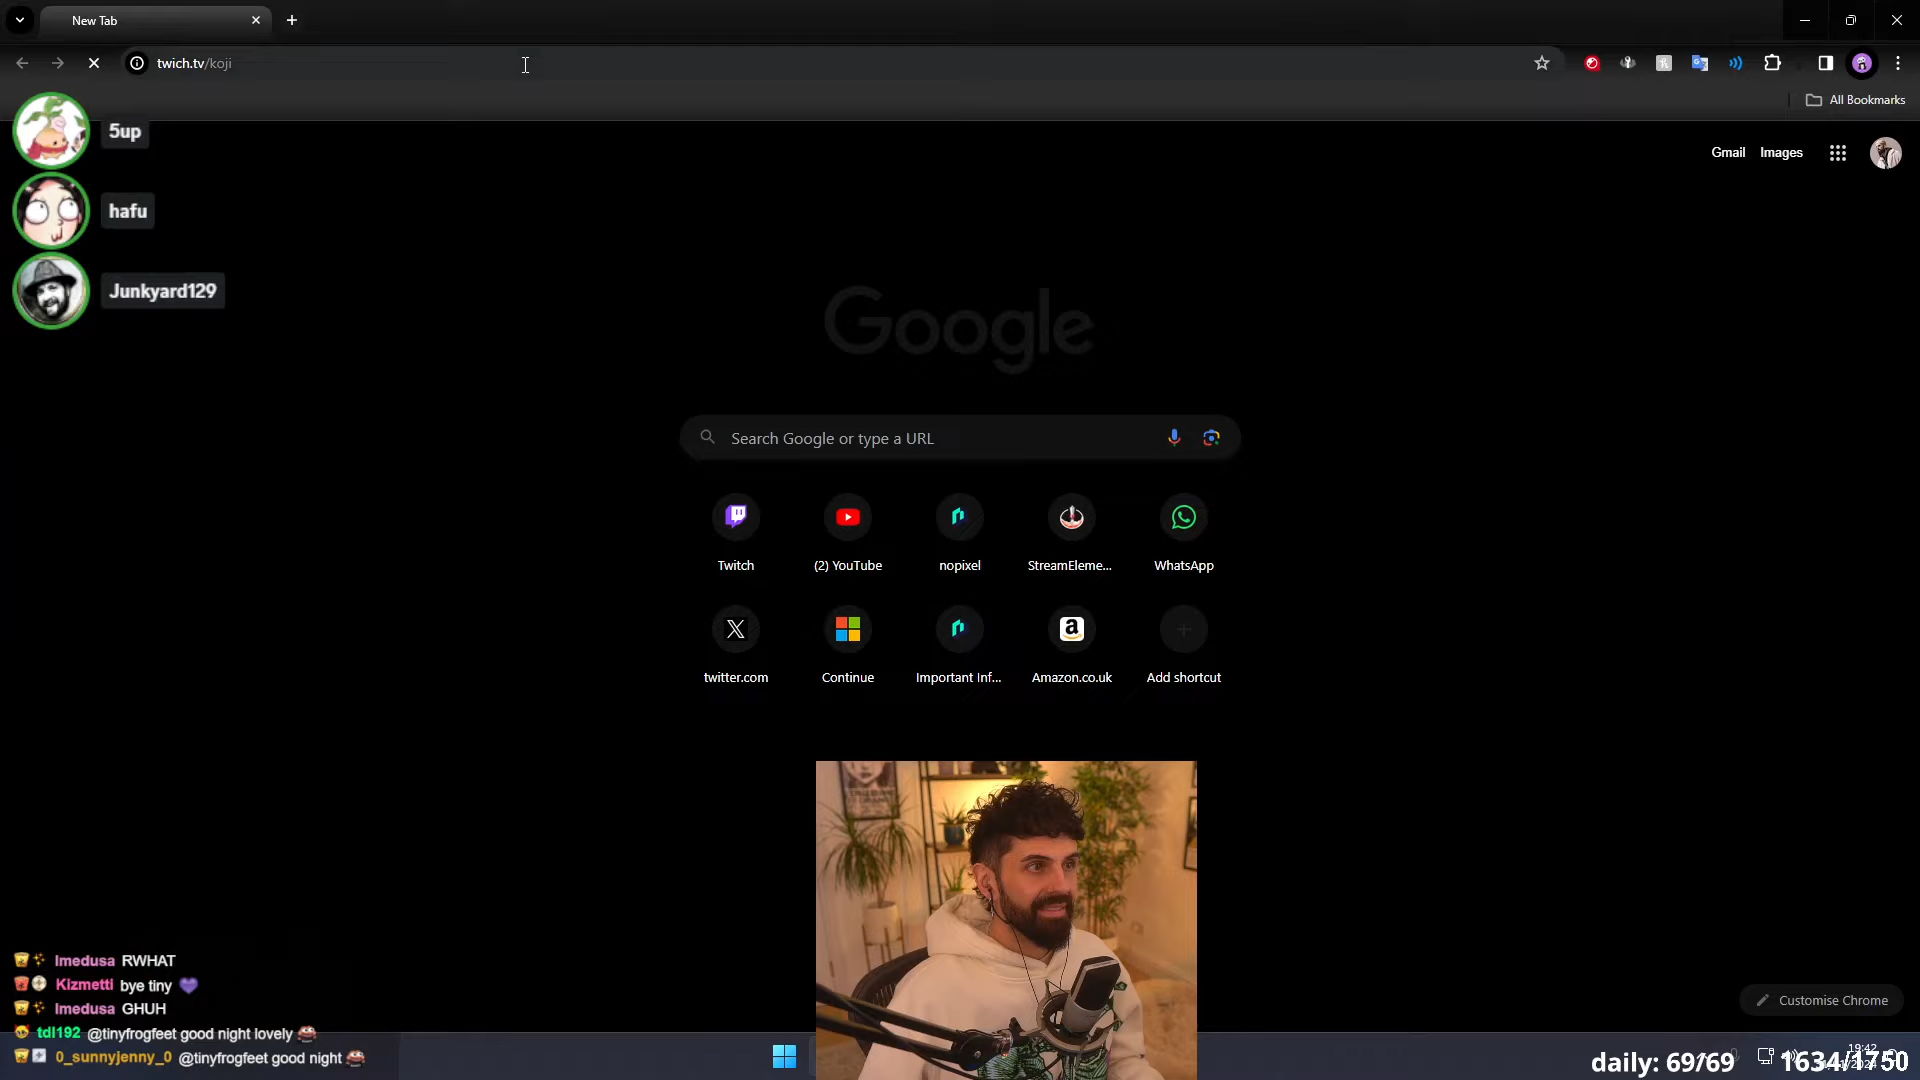 New Tab
twich.tv/koji
All Bookmarks
5up
Gmail Images
hafu
Junkyard129
Google
Search Google or type a URL
Twitch
(2) YouTube
nopixel
StreamEleme...
WhatsApp
twitter.com
Continue
Important Inf...
Amazon.co.uk
Add shortcut
Imedusa RWHAT
Kizmetti bye tiny
Imedusa GHUH
tdl192 @tinyfrogfeet good night lovely
0_sunnyjenny_0 @tinyfrogfeet good night
Customise Chrome
19:42
daily: 69/69
1634/1750